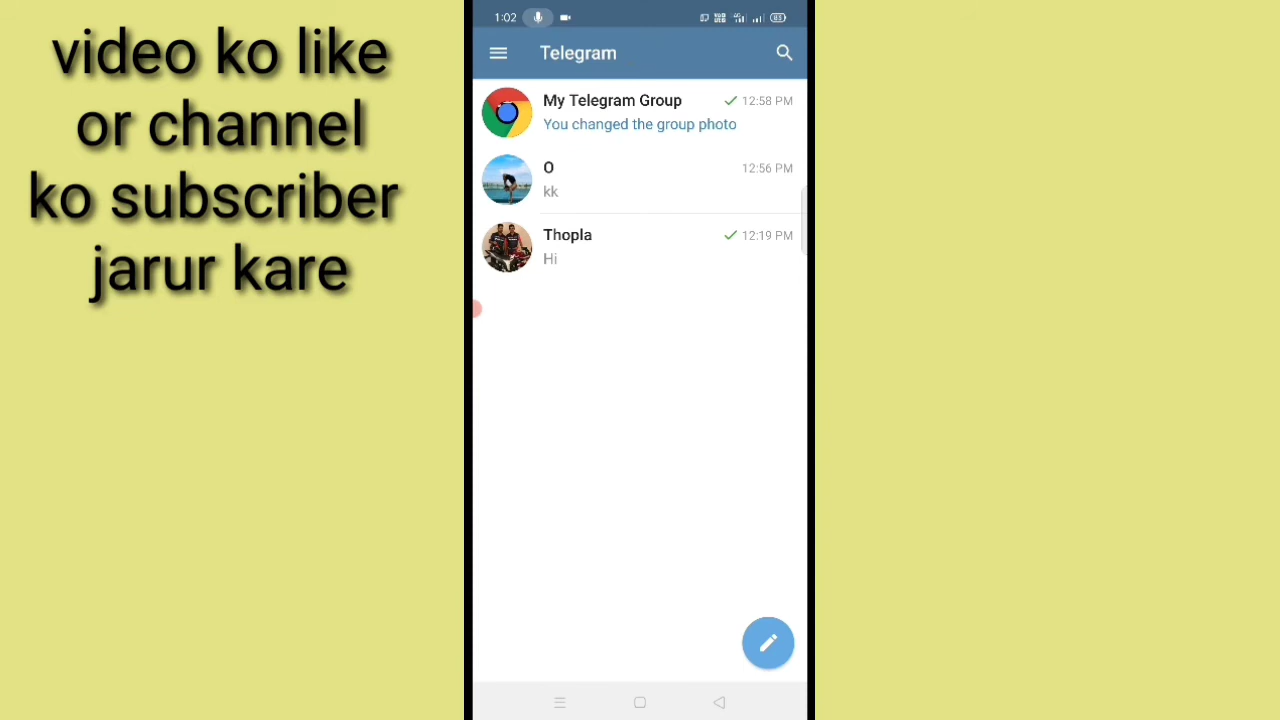 video ko like
or channel
ko subscriber
jarur kare
1:02
Telegram
My Telegram Group 12:58 PM
You changed the group photo
O 12:56 PM
kk
Thopla 12:19 PM
Hi